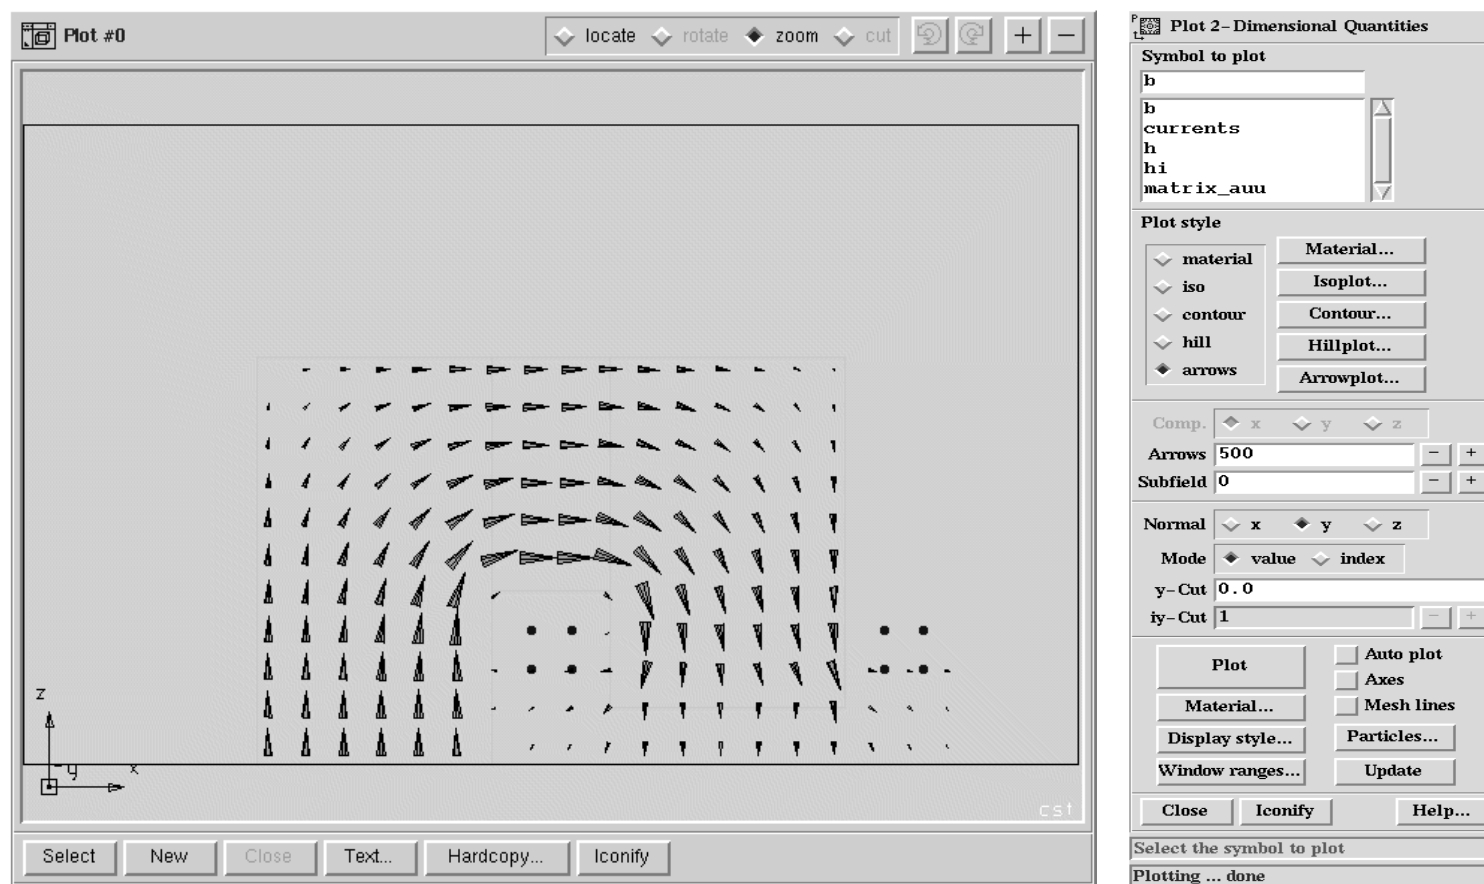 Plot #0
locate rotate zoom cut
+ −
z
y x
cst
Select New Close Text... Hardcopy... Iconify
Plot 2-Dimensional Quantities
Symbol to plot
b
b
currents
h
hi
matrix_auu
Plot style
material
iso
contour
hill
arrows
Material...
Isoplot...
Contour...
Hillplot...
Arrowplot...
Comp. x y z
Arrows 500 − +
Subfield 0 − +
Normal x y z
Mode value index
y-Cut 0.0
iy-Cut 1 − +
Plot
Auto plot
Axes
Material... Mesh lines
Display style... Particles...
Window ranges... Update
Close Iconify Help...
Select the symbol to plot
Plotting ... done